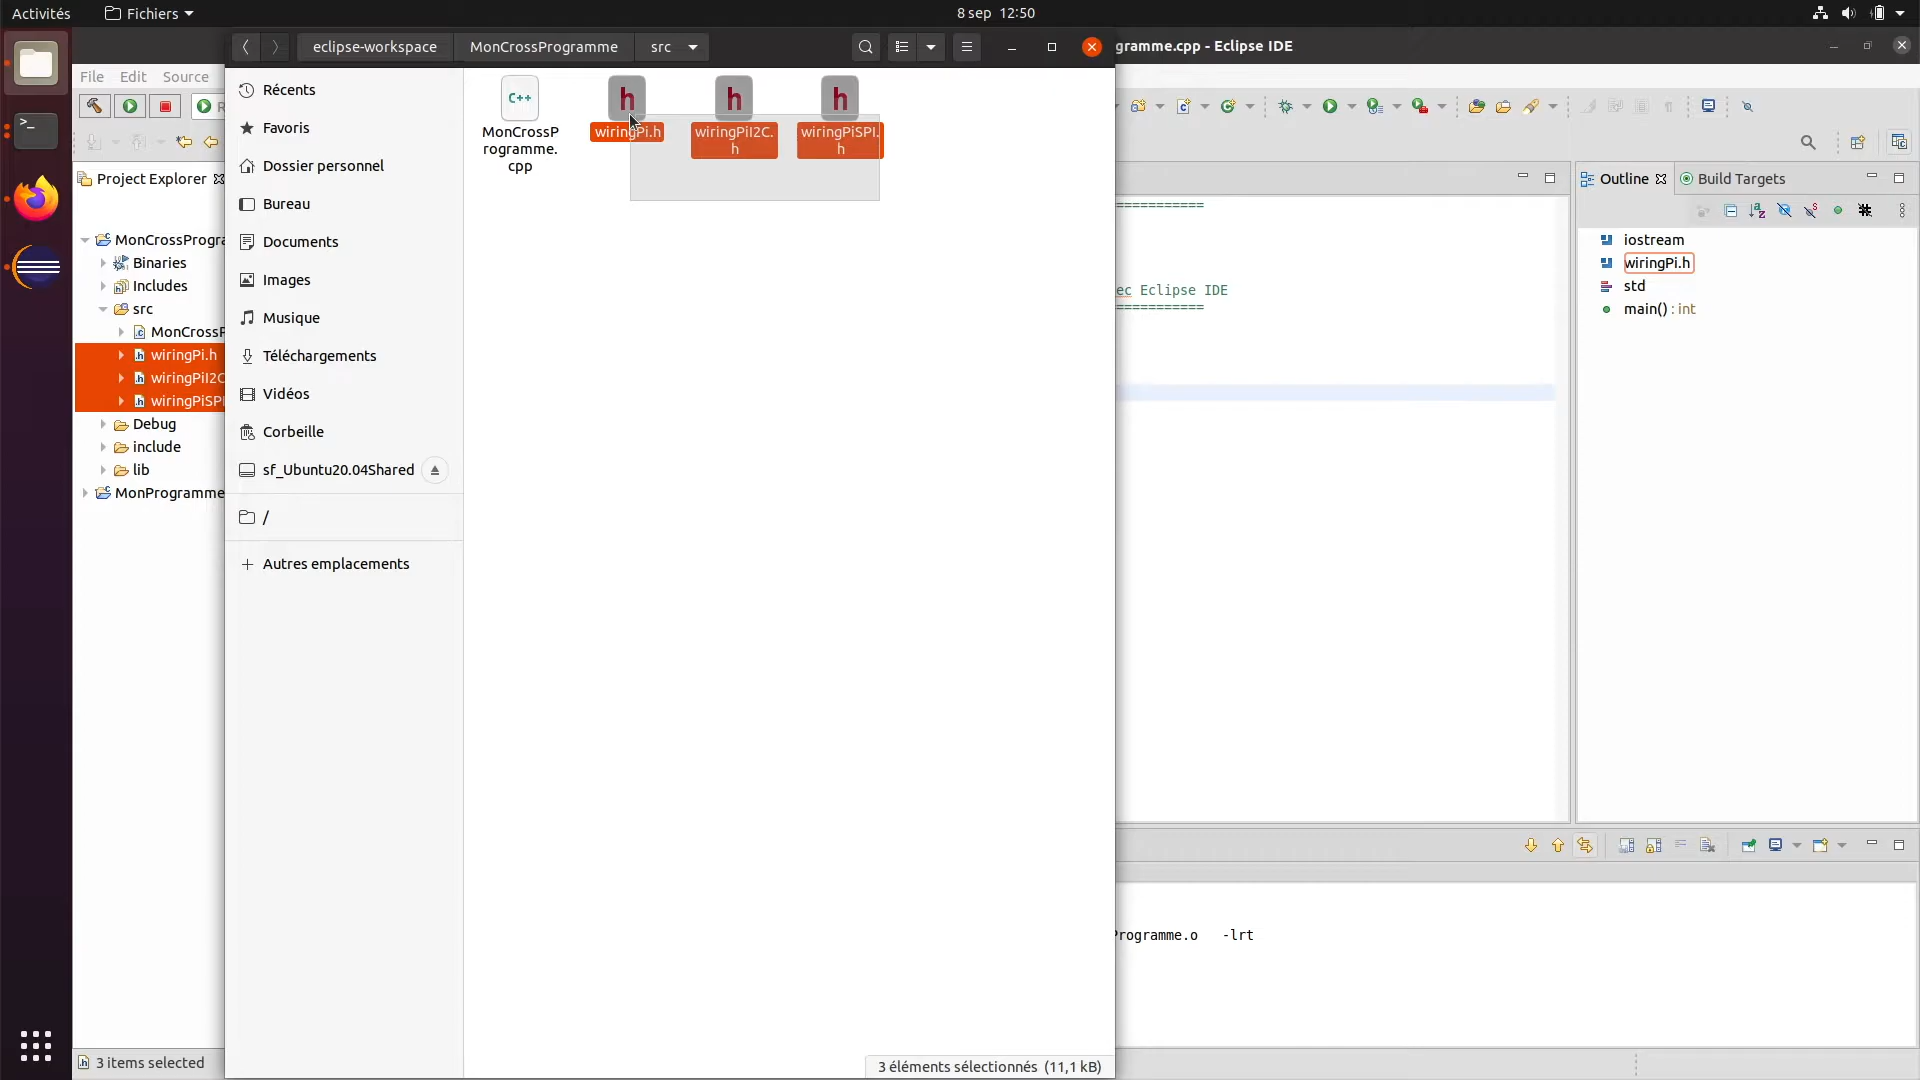 Activités
Fichiers
8 sep 12:50
eclipse-workspace
MonCrossProgramme
src
gramme.cpp - Eclipse IDE
File Edit Source
Récents
Favoris
Dossier personnel
Bureau
Documents
Images
Musique
Téléchargements
Vidéos
Corbeille
sf_Ubuntu20.04Shared
/
Autres emplacements
C++
MonCrossP
rogramme.
cpp
h
wiringPi.h
h
wiringPiI2C.
h
h
wiringPiSPI.
h
Project Explorer
MonCrossProgra
Binaries
Includes
src
MonCrossP
wiringPi.h
wiringPiI2C
wiringPiSPI
Debug
include
lib
MonProgramme
===========
ec Eclipse IDE
===========
Outline
Build Targets
iostream
wiringPi.h
std
main() : int
Programme.o -lrt
3 items selected
3 éléments sélectionnés (11,1 kB)